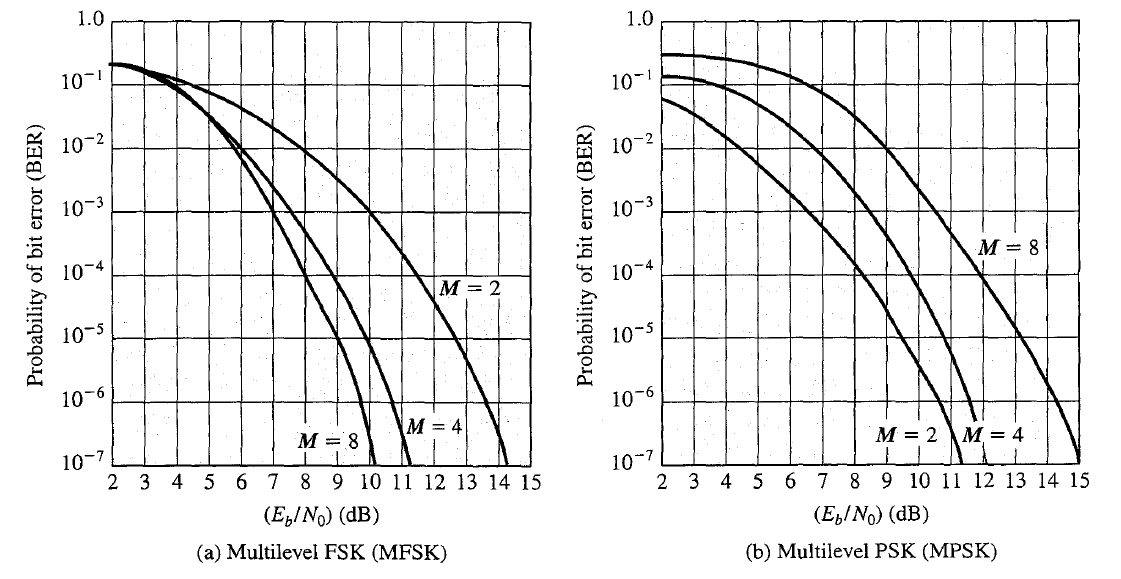 1.0
10⁻¹
10⁻²
10⁻³
10⁻⁴
10⁻⁵
10⁻⁶
10⁻⁷
Probability of bit error (BER)
M = 2
M = 4
M = 8
2 3 4 5 6 7 8 9 10 11 12 13 14 15
(E_b/N₀) (dB)
(a) Multilevel FSK (MFSK)
1.0
10⁻¹
10⁻²
10⁻³
10⁻⁴
10⁻⁵
10⁻⁶
10⁻⁷
Probability of bit error (BER)
M = 8
M = 2
M = 4
2 3 4 5 6 7 8 9 10 11 12 13 14 15
(E_b/N₀) (dB)
(b) Multilevel PSK (MPSK)